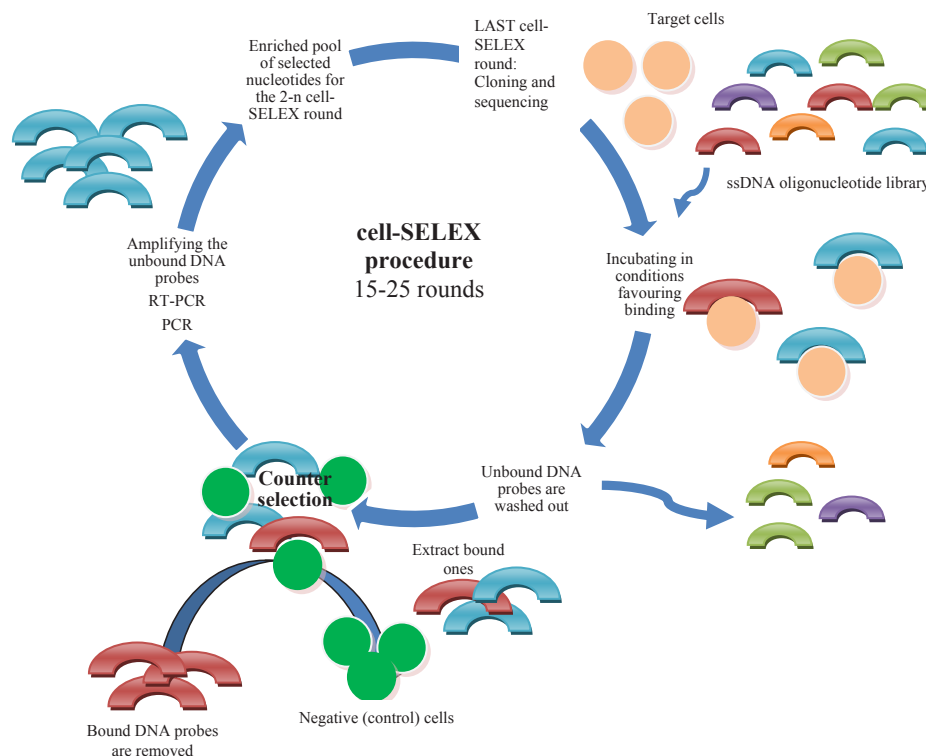 Enriched pool
of selected
nucleotides for
the 2-n cell-
SELEX round
LAST cell-
SELEX
round:
Cloning and
sequencing
Target cells
ssDNA oligonucleotide library
cell-SELEX
procedure
15-25 rounds
Incubating in
conditions
favouring
binding
Unbound DNA
probes are
washed out
Extract bound
ones
Counter
selection
Negative (control) cells
Bound DNA probes
are removed
Amplifying the
unbound DNA
probes
RT-PCR
PCR